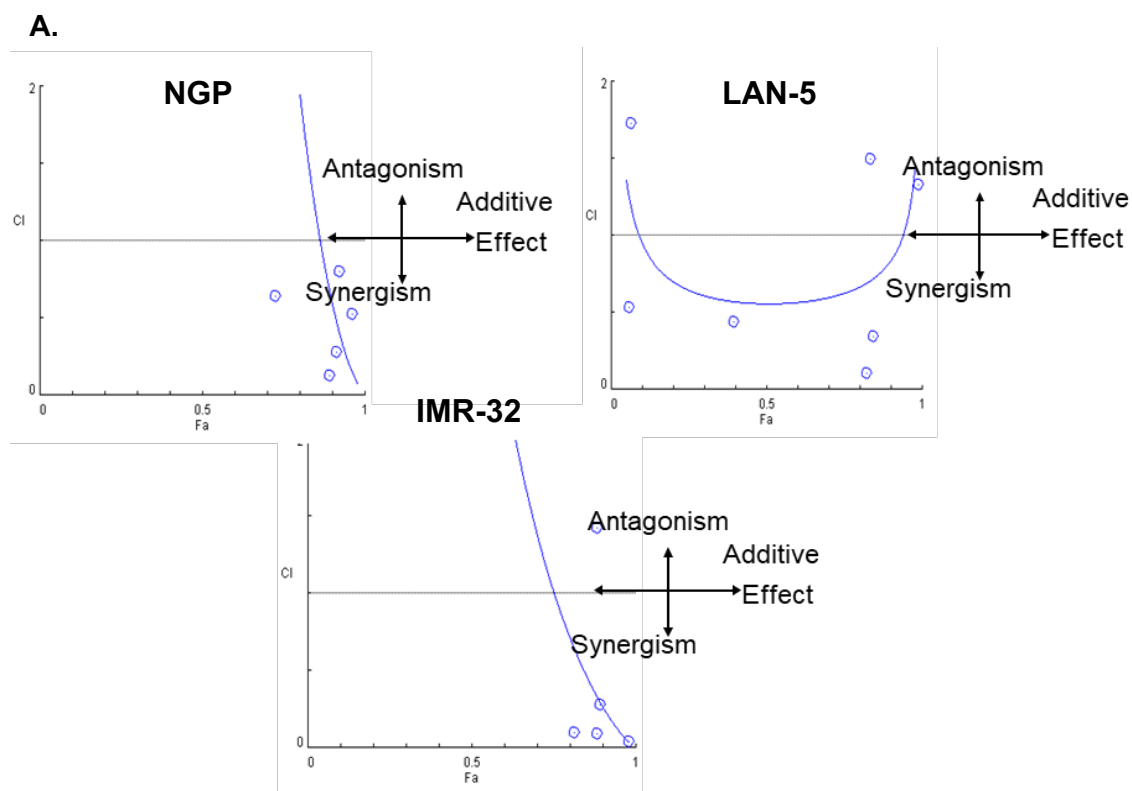 A.
NGP
2
CI
0
0
0.5
1
Fa
Antagonism
Additive
Effect
Synergism
LAN-5
2
CI
0
0
0.5
1
Fa
Antagonism
Additive
Effect
Synergism
IMR-32
CI
0
0
0.5
1
Fa
Antagonism
Additive
Effect
Synergism